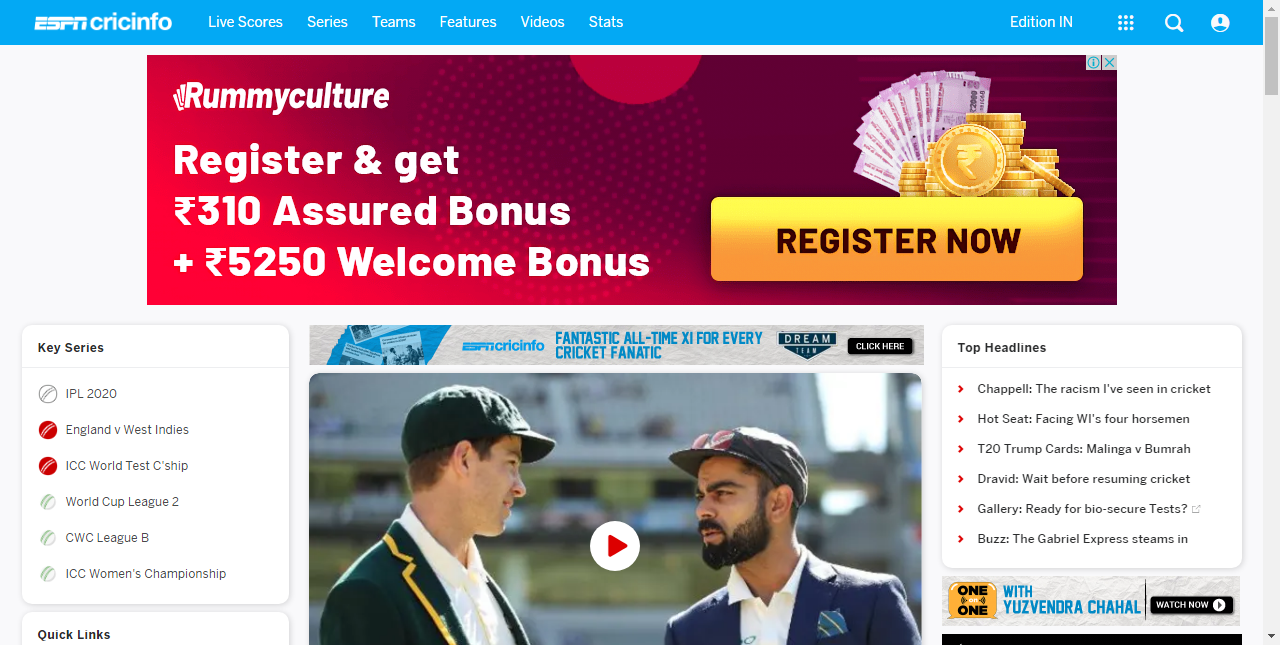 ESPN cricinfo
Live Scores
Series
Teams
Features
Videos
Stats
Edition IN
Rummyculture
Register & get
₹310 Assured Bonus
+ ₹5250 Welcome Bonus
REGISTER NOW
Key Series
IPL 2020
England v West Indies
ICC World Test C'ship
World Cup League 2
CWC League B
ICC Women's Championship
Quick Links
ESPN cricinfo
FANTASTIC ALL-TIME XI FOR EVERY
CRICKET FANATIC
DREAM
TEAM
CLICK HERE
Top Headlines
Chappell: The racism I've seen in cricket
Hot Seat: Facing WI's four horsemen
T20 Trump Cards: Malinga v Bumrah
Dravid: Wait before resuming cricket
Gallery: Ready for bio-secure Tests?
Buzz: The Gabriel Express steams in
ONE
ON
ONE
WITH
YUZVENDRA CHAHAL
WATCH NOW